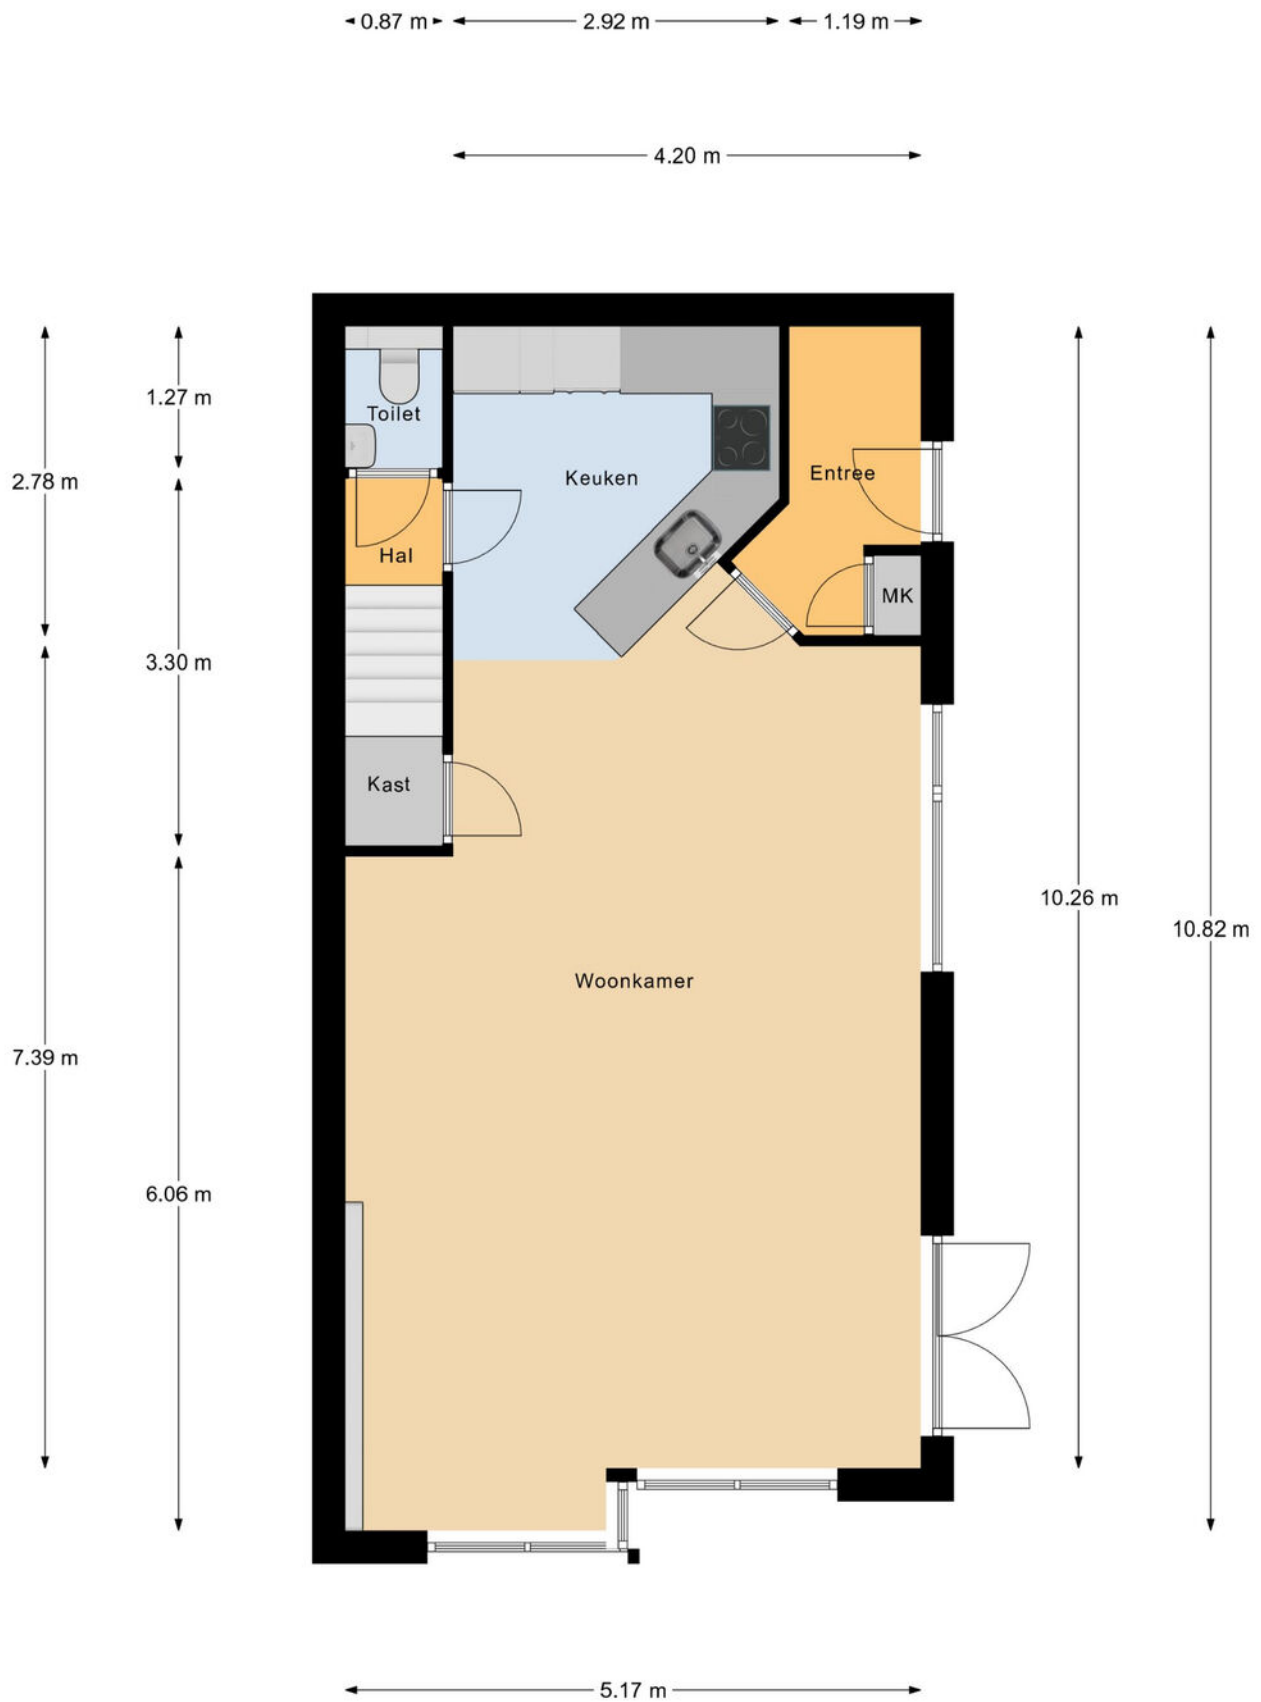 0.87 m 2.92 m 1.19 m
4.20 m
1.27 m
Toilet
Entree
Keuken
2.78 m
Hal
MK
3.30 m
Kast
10.26 m
10.82 m
Woonkamer
7.39 m
6.06 m
5.17 m